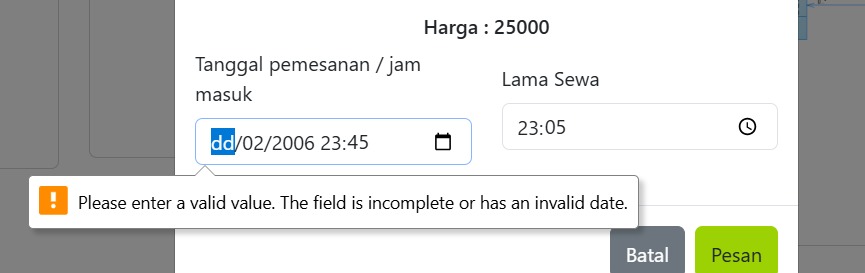 Harga : 25000
Tanggal pemesanan / jam
masuk
Lama Sewa
dd/02/2006 23:45
23:05
Please enter a valid value. The field is incomplete or has an invalid date.
Batal
Pesan